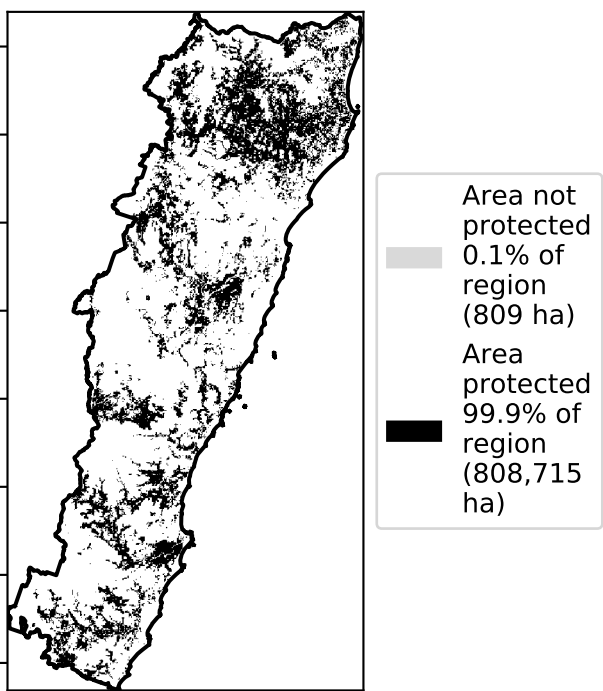 Area not
protected
0.1% of
region
(809 ha)
Area
protected
99.9% of
region
(808,715
ha)